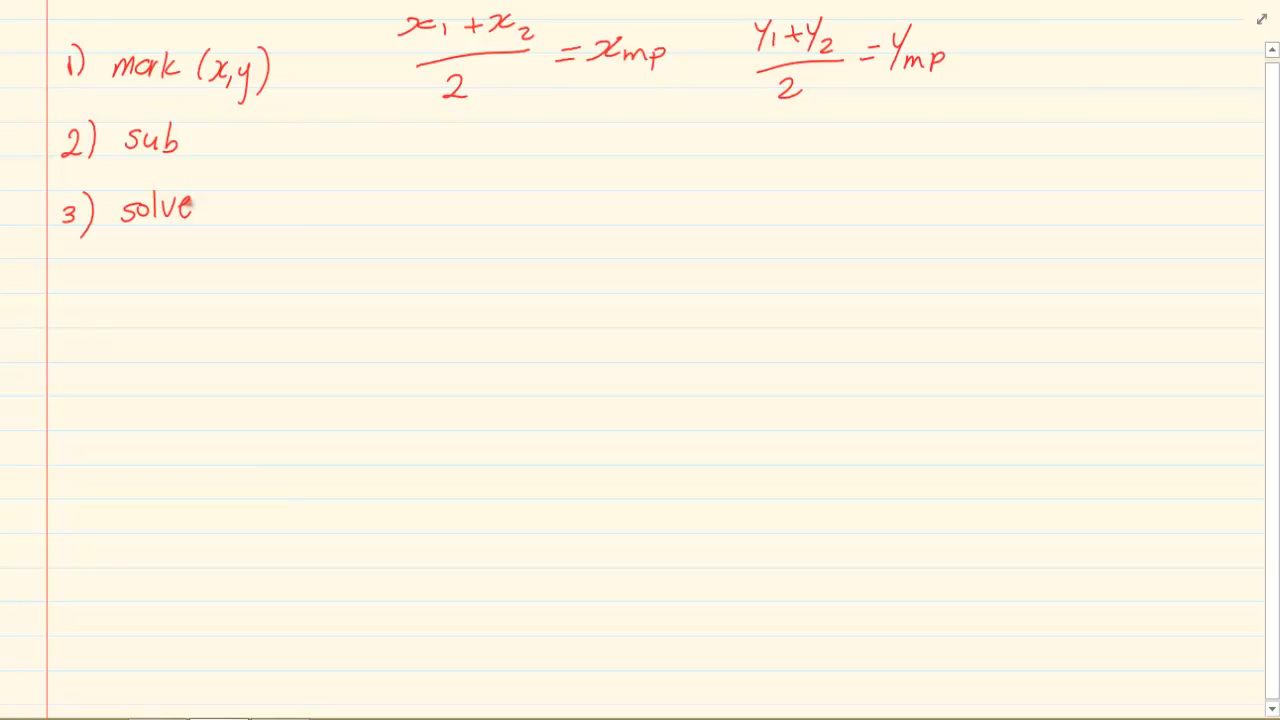 1) mark (x,y) (x₁ + x₂)/2 = x_mp (y₁ + y₂)/2 = y_mp
2) sub
3) solve